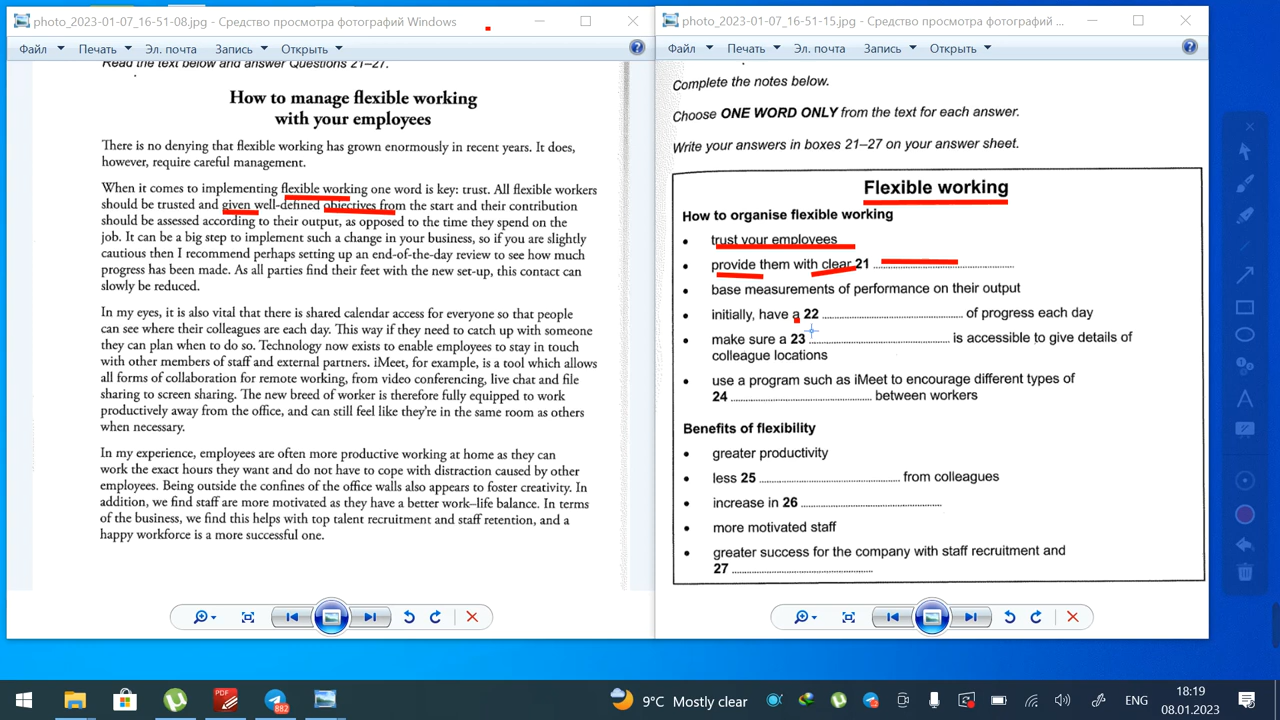 photo_2023-01-07_16-51-08.jpg - Средство просмотра фотографий Windows
Файл Печать Эл. почта Запись Открыть
Read the text below and answer Questions 21–27.
How to manage flexible working
with your employees
There is no denying that flexible working has grown enormously in recent years. It does,
however, require careful management.
When it comes to implementing flexible working one word is key: trust. All flexible workers
should be trusted and given well-defined objectives from the start and their contribution
should be assessed according to their output, as opposed to the time they spend on the
job. It can be a big step to implement such a change in your business, so if you are slightly
cautious then I recommend perhaps setting up an end-of-the-day review to see how much
progress has been made. As all parties find their feet with the new set-up, this contact can
slowly be reduced.
In my eyes, it is also vital that there is shared calendar access for everyone so that people
can see where their colleagues are each day. This way if they need to catch up with someone
they can plan when to do so. Technology now exists to enable employees to stay in touch
with other members of staff and external partners. iMeet, for example, is a tool which allows
all forms of collaboration for remote working, from video conferencing, live chat and file
sharing to screen sharing. The new breed of worker is therefore fully equipped to work
productively away from the office, and can still feel like they're in the same room as others
when necessary.
In my experience, employees are often more productive working at home as they can
work the exact hours they want and do not have to cope with distraction caused by other
employees. Being outside the confines of the office walls also appears to foster creativity. In
addition, we find staff are more motivated as they have a better work–life balance. In terms
of the business, we find this helps with top talent recruitment and staff retention, and a
happy workforce is a more successful one.
photo_2023-01-07_16-51-15.jpg - Средство просмотра фотографий ...
Файл Печать Эл. почта Запись Открыть
Complete the notes below.
Choose ONE WORD ONLY from the text for each answer.
Write your answers in boxes 21–27 on your answer sheet.
Flexible working
How to organise flexible working
• trust your employees
• provide them with clear 21 ....................
• base measurements of performance on their output
• initially, have a 22 .................... of progress each day
• make sure a 23 .................... is accessible to give details of
colleague locations
• use a program such as iMeet to encourage different types of
24 .................... between workers
Benefits of flexibility
• greater productivity
• less 25 .................... from colleagues
• increase in 26 ....................
• more motivated staff
• greater success for the company with staff recruitment and
27 ....................
PDF
882
9°C Mostly clear
ENG
18:19
08.01.2023